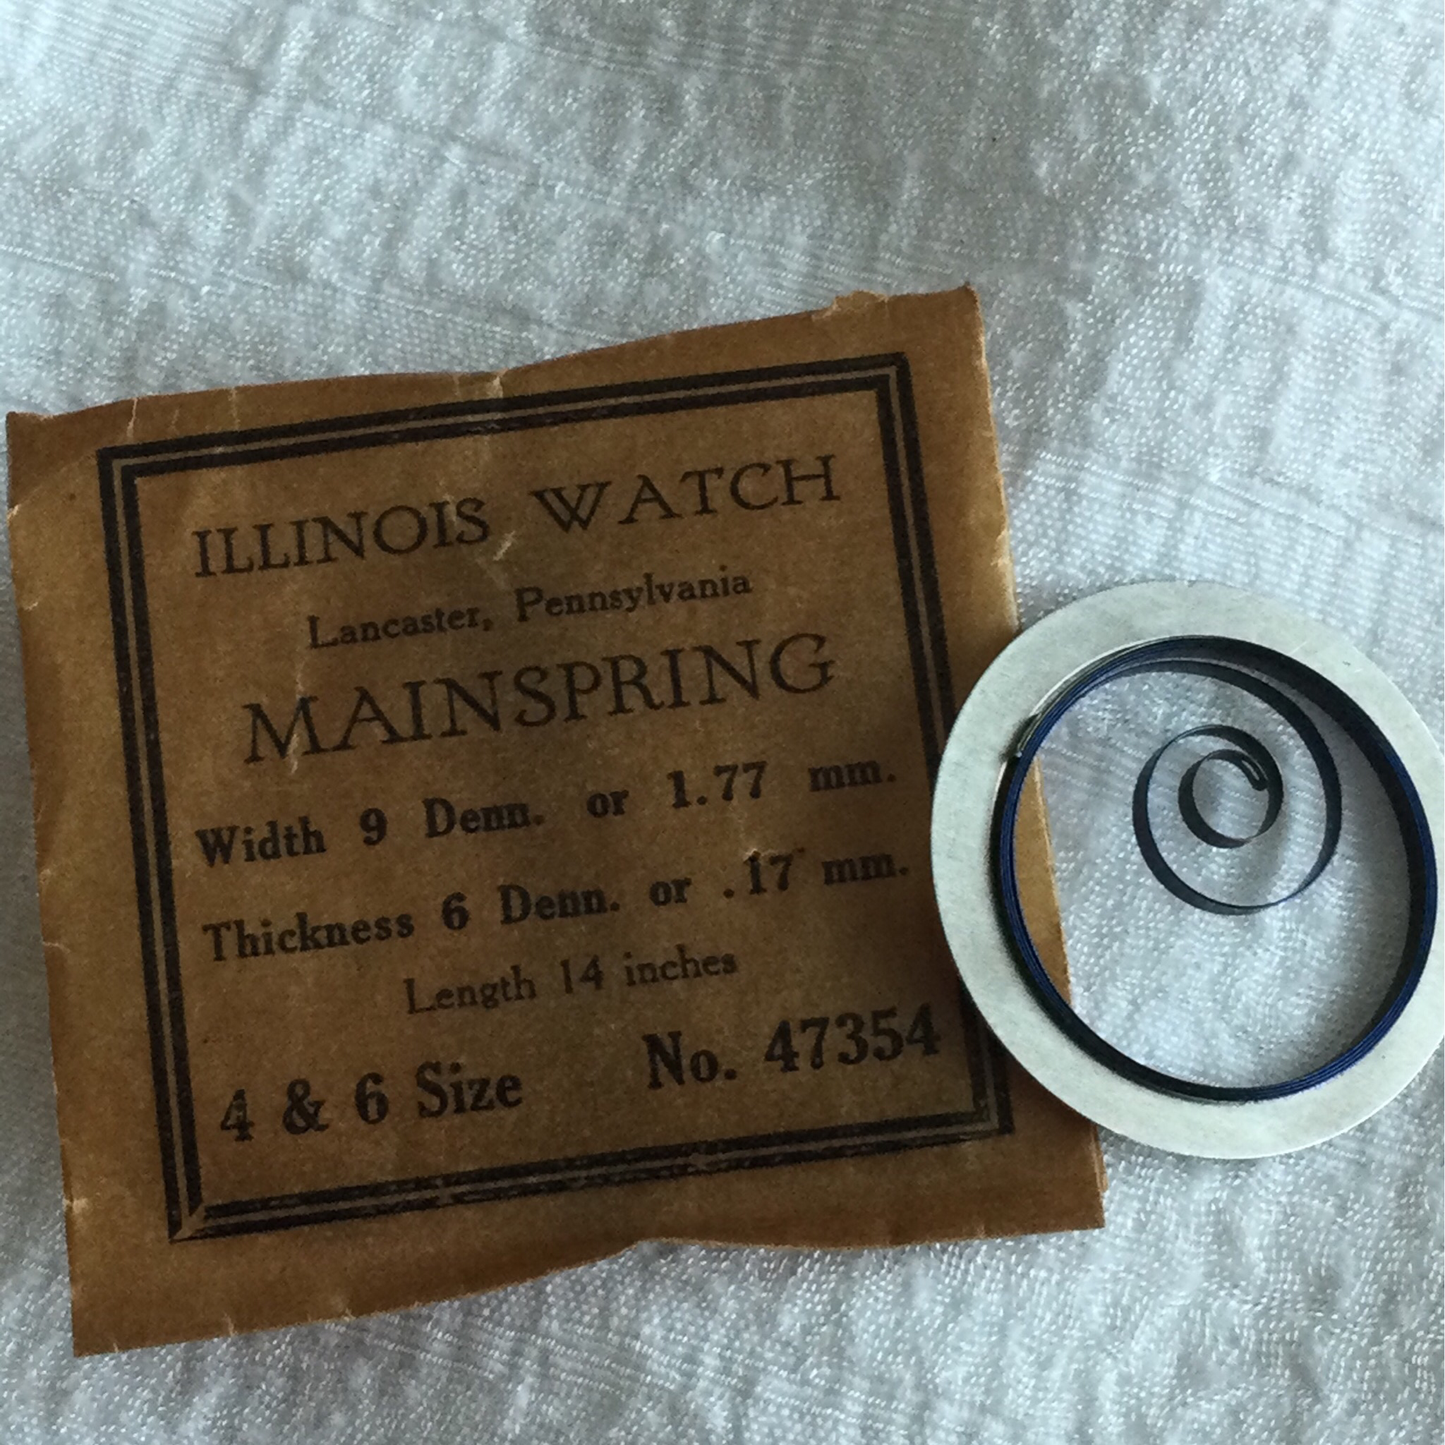 ILLINOIS WATCH
Lancaster, Pennsylvania
MAINSPRING
Width 9 Denn. or 1.77 mm.
Thickness 6 Denn. or .17 mm.
Length 14 inches
4 & 6 Size No. 47354